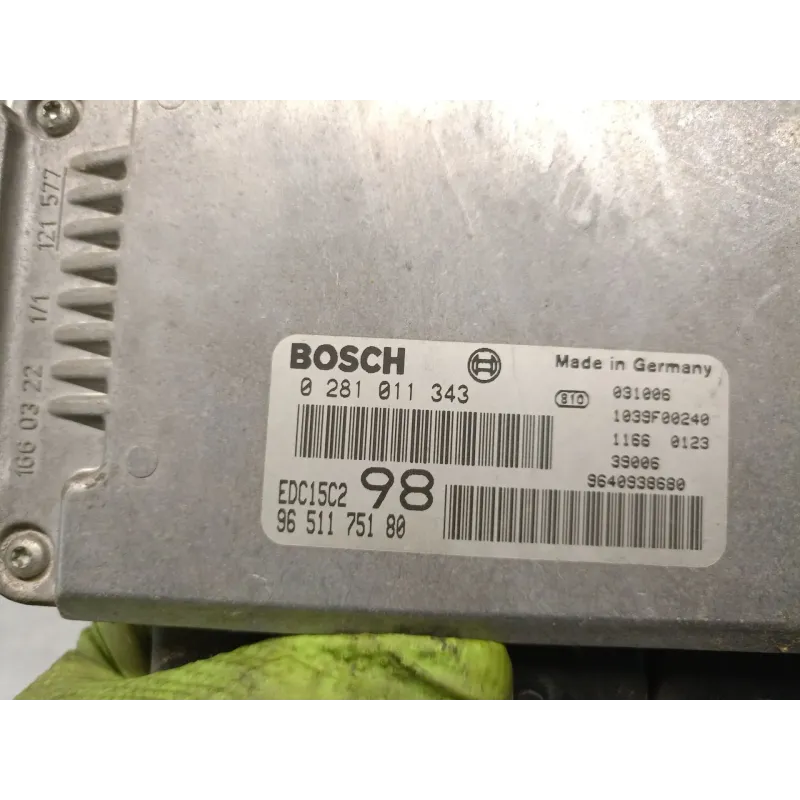 121 577
1/1
166 03 22
BOSCH
Made in Germany
0 281 011 343
810
031006
1039F00240
1166 0123
39006
9640938680
EDC15C2 98
96 511 751 80